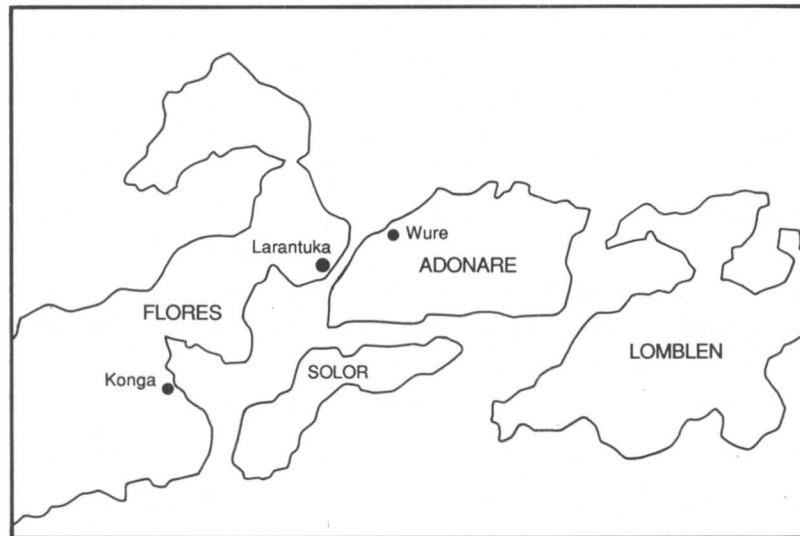 Wure
Larantuka
ADONARE
FLORES
LOMBLEN
SOLOR
Konga